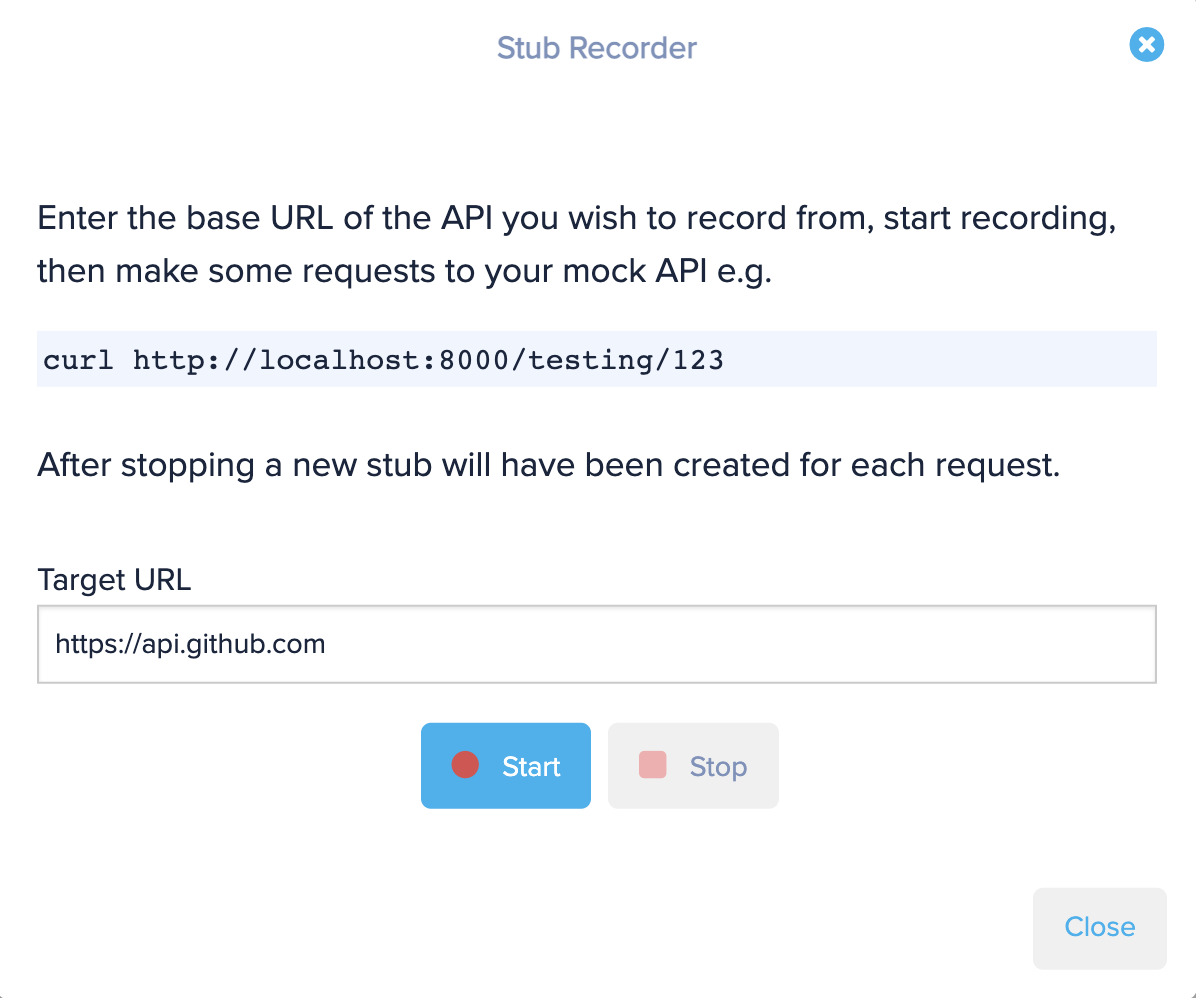 Stub Recorder
Enter the base URL of the API you wish to record from, start recording,
then make some requests to your mock API e.g.
curl http://localhost:8000/testing/123
After stopping a new stub will have been created for each request.
Target URL
https://api.github.com
Start
Stop
Close